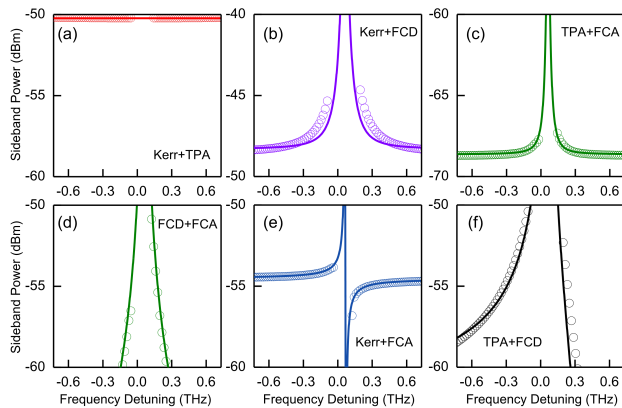 -50
(a)
Sideband Power (dBm)
-55
Kerr+TPA
-60
-0.6 -0.3 0.0 0.3 0.6
-40
(b)
Kerr+FCD
-43
-48
-50
-0.6 -0.3 0.0 0.3 0.6
-60
(c)
TPA+FCA
-65
-70
-0.6 -0.3 0.0 0.3 0.6
-50
(d)
FCD+FCA
Sideband Power (dBm)
-55
-60
-0.6 -0.3 0.0 0.3 0.6
Frequency Detuning (THz)
-50
(e)
-55
Kerr+FCA
-60
-0.6 -0.3 0.0 0.3 0.6
Frequency Detuning (THz)
-50
(f)
-55
TPA+FCD
-60
-0.6 -0.3 0.0 0.3 0.6
Frequency Detuning (THz)